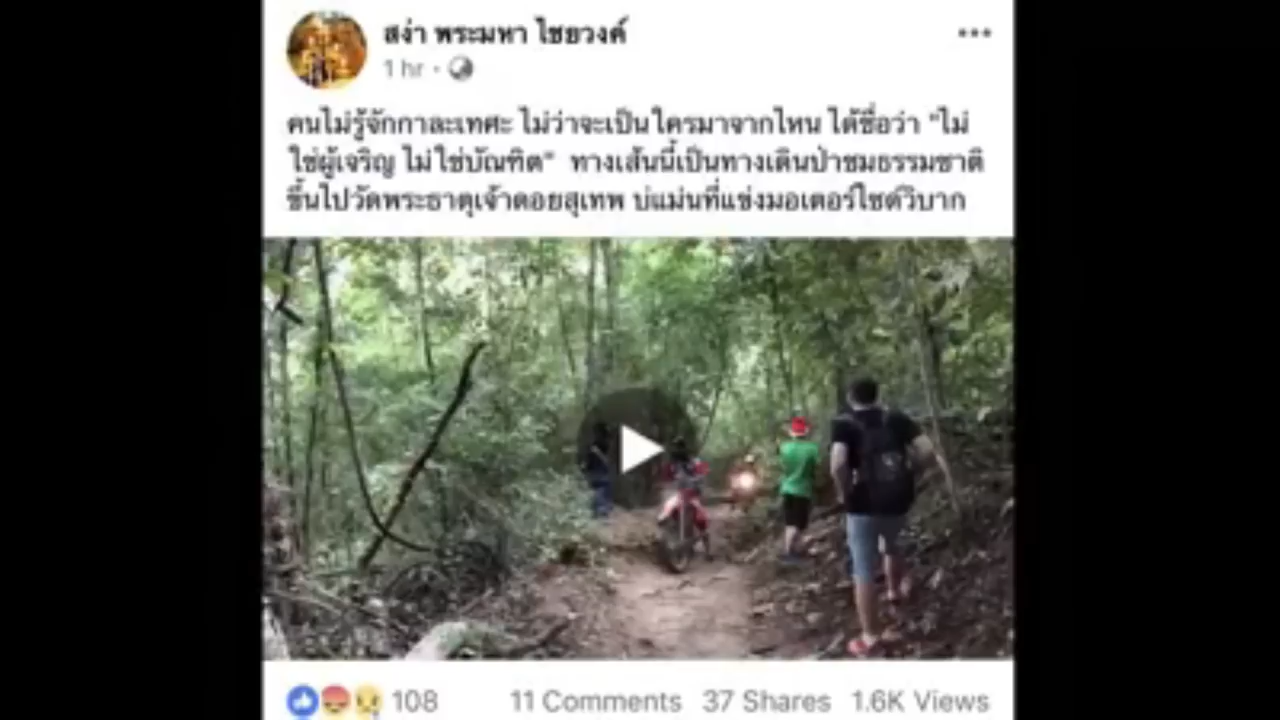 สง่า พระมหา ไชยวงค์
1 hr
คนไม่รู้จักกาละเทศะ ไม่ว่าจะเป็นใครมาจากไหน ได้ชื่อว่า "ไม่
ใช่ผู้เจริญ ไม่ใช่บัณฑิต" ทางเส้นนี้เป็นทางเดินป่าชมธรรมชาติ
ขึ้นไปวัดพระธาตุเจ้าดอยสุเทพ บ่แม่นที่แข่งมอเตอร์ไซด์วิบาก
108 11 Comments 37 Shares 1.6K Views